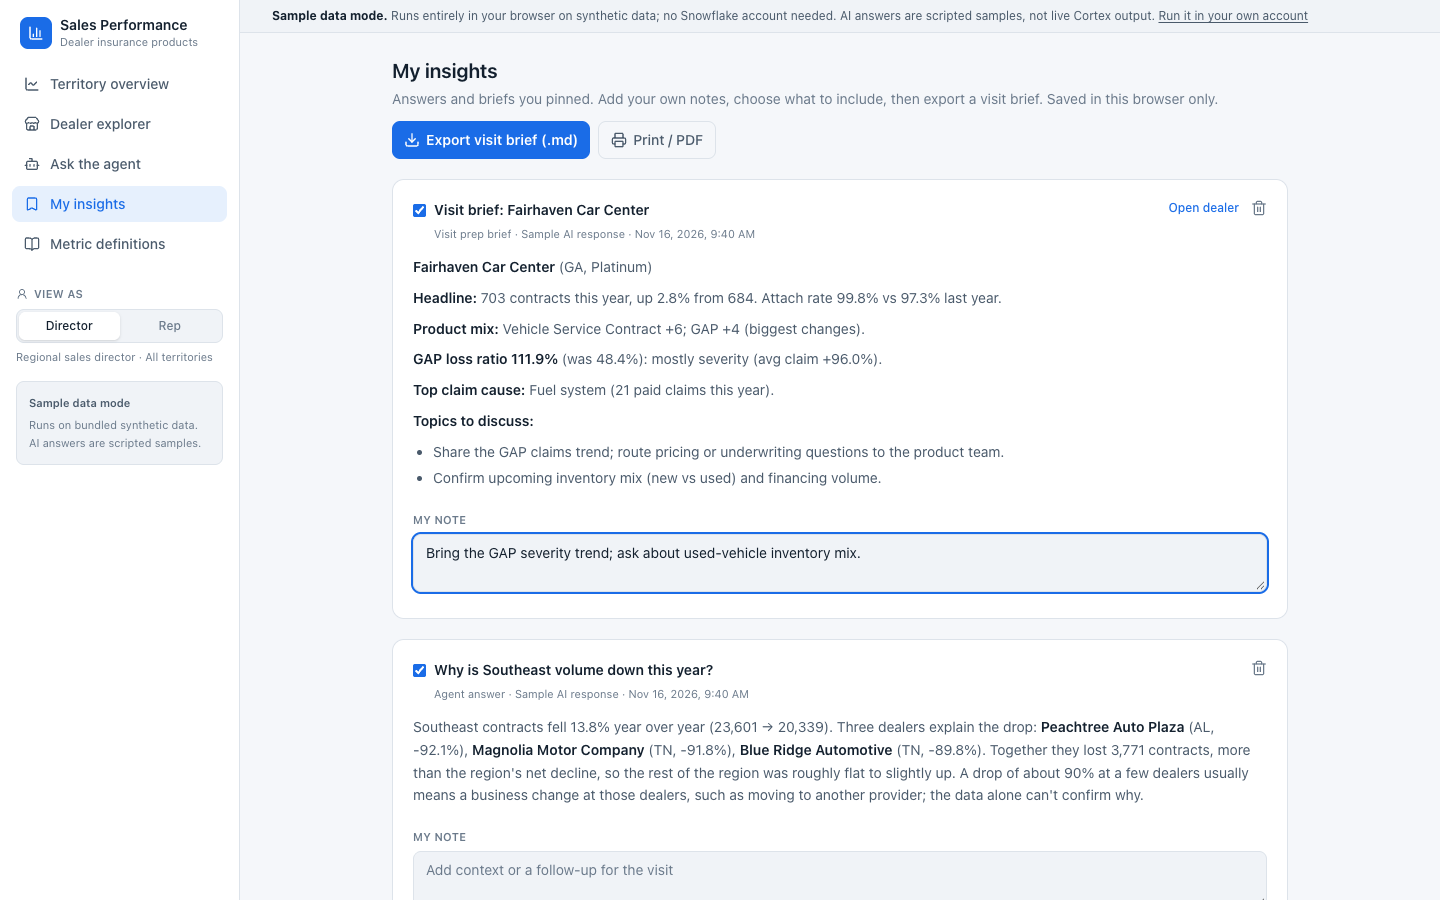 Sales Performance
Dealer insurance products
Territory overview
Dealer explorer
Ask the agent
My insights
Metric definitions
VIEW AS
Director
Rep
Regional sales director · All territories
Sample data mode
Runs on bundled synthetic data.
AI answers are scripted samples.
Sample data mode. Runs entirely in your browser on synthetic data; no Snowflake account needed. AI answers are scripted samples, not live Cortex output. Run it in your own account
My insights
Answers and briefs you pinned. Add your own notes, choose what to include, then export a visit brief. Saved in this browser only.
Export visit brief (.md)
Print / PDF
Visit brief: Fairhaven Car Center
Open dealer
Visit prep brief · Sample AI response · Nov 16, 2026, 9:40 AM
Fairhaven Car Center (GA, Platinum)
Headline: 703 contracts this year, up 2.8% from 684. Attach rate 99.8% vs 97.3% last year.
Product mix: Vehicle Service Contract +6; GAP +4 (biggest changes).
GAP loss ratio 111.9% (was 48.4%): mostly severity (avg claim +96.0%).
Top claim cause: Fuel system (21 paid claims this year).
Topics to discuss:
• Share the GAP claims trend; route pricing or underwriting questions to the product team.
• Confirm upcoming inventory mix (new vs used) and financing volume.
MY NOTE
Bring the GAP severity trend; ask about used-vehicle inventory mix.
Why is Southeast volume down this year?
Agent answer · Sample AI response · Nov 16, 2026, 9:40 AM
Southeast contracts fell 13.8% year over year (23,601 → 20,339). Three dealers explain the drop: Peachtree Auto Plaza (AL,
-92.1%), Magnolia Motor Company (TN, -91.8%), Blue Ridge Automotive (TN, -89.8%). Together they lost 3,771 contracts, more
than the region's net decline, so the rest of the region was roughly flat to slightly up. A drop of about 90% at a few dealers usually
means a business change at those dealers, such as moving to another provider; the data alone can't confirm why.
MY NOTE
Add context or a follow-up for the visit